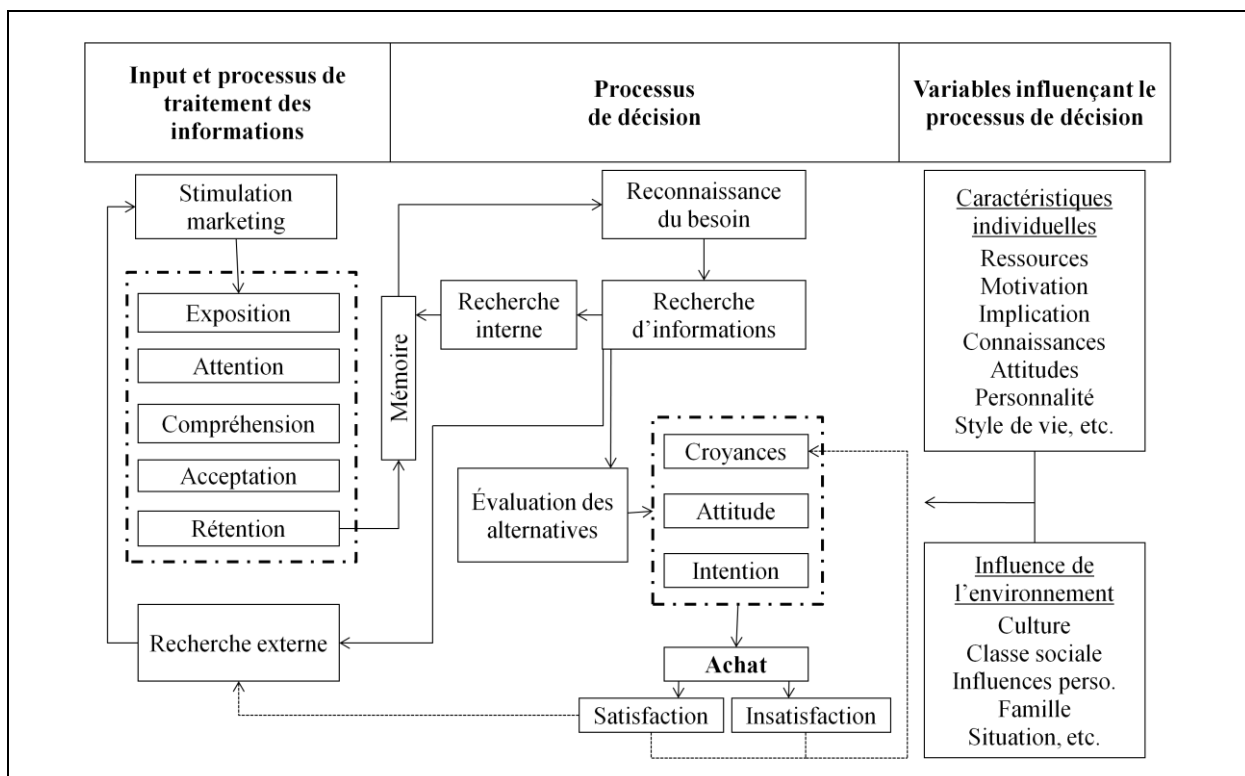 Input et processus de
traitement des
informations
Processus
de décision
Variables influençant le
processus de décision
Stimulation
marketing
Exposition
Attention
Compréhension
Acceptation
Rétention
Recherche externe
Mémoire
Reconnaissance
du besoin
Recherche
interne
Recherche
d'informations
Évaluation des
alternatives
Croyances
Attitude
Intention
Achat
Satisfaction
Insatisfaction
Caractéristiques
individuelles
Ressources
Motivation
Implication
Connaissances
Attitudes
Personnalité
Style de vie, etc.
Influence de
l'environnement
Culture
Classe sociale
Influences perso.
Famille
Situation, etc.